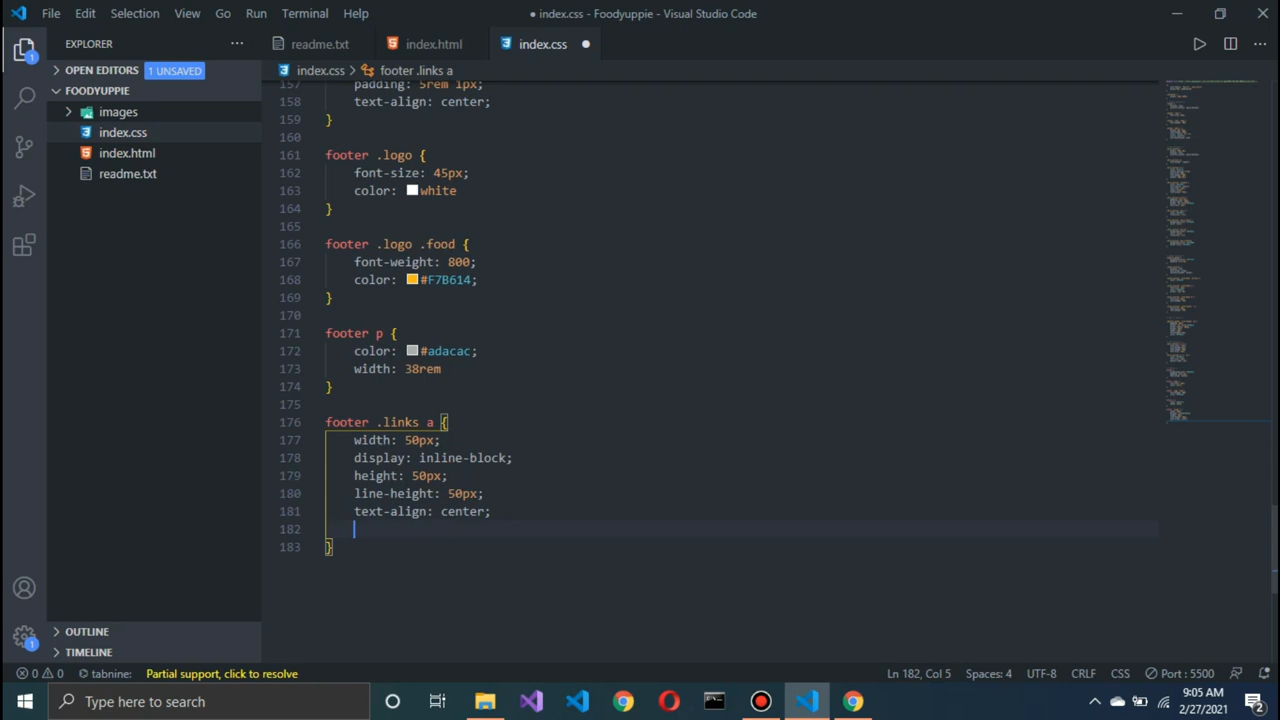 File Edit Selection View Go Run Terminal Help
● index.css - Foodyuppie - Visual Studio Code
EXPLORER
readme.txt
index.html
index.css
OPEN EDITORS 1 UNSAVED
index.css > footer .links a
FOODYUPPIE
images
index.css
index.html
readme.txt
157 padding: 5rem 1px;
158 text-align: center;
159 }
160
161 footer .logo {
162 font-size: 45px;
163 color: white
164 }
165
166 footer .logo .food {
167 font-weight: 800;
168 color: #F7B614;
169 }
170
171 footer p {
172 color: #adacac;
173 width: 38rem
174 }
175
176 footer .links a {
177 width: 50px;
178 display: inline-block;
179 height: 50px;
180 line-height: 50px;
181 text-align: center;
182
183 }
1
1
OUTLINE
TIMELINE
0 0 tabnine: Partial support, click to resolve
Ln 182, Col 5 Spaces: 4 UTF-8 CRLF CSS Port : 5500
Type here to search
9:05 AM
2/27/2021
2